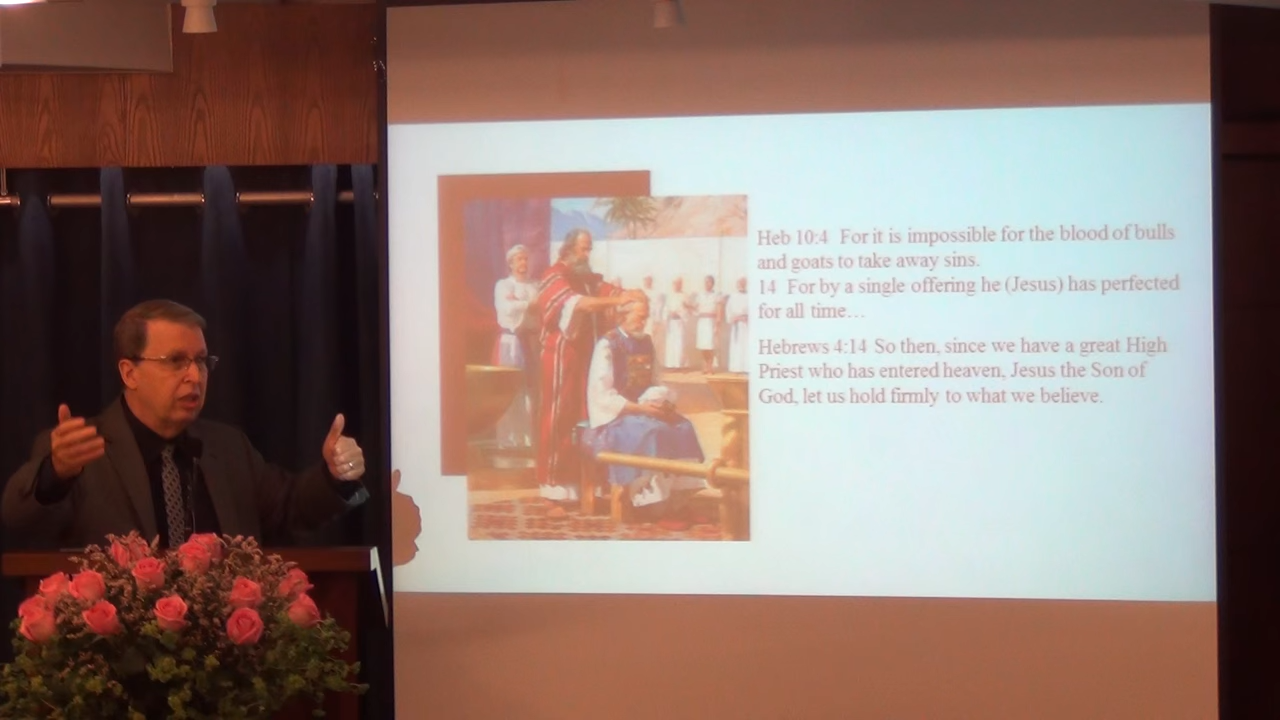 Heb 10:4 For it is impossible for the blood of bulls
and goats to take away sins.
14 For by a single offering he (Jesus) has perfected
for all time…
Hebrews 4:14 So then, since we have a great High
Priest who has entered heaven, Jesus the Son of
God, let us hold firmly to what we believe.